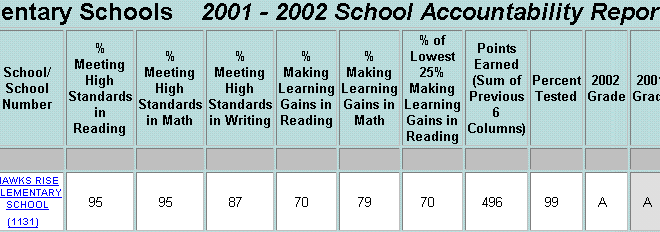 entary Schools 2001 - 2002 School Accountability Repor
School/
School
Number
%
Meeting
High
Standards
in
Reading
%
Meeting
High
Standards
in Math
%
Meeting
High
Standards
in Writing
%
Making
Learning
Gains in
Reading
%
Making
Learning
Gains in
Math
% of
Lowest
25%
Making
Learning
Gains in
Reading
Points
Earned
(Sum of
Previous
6
Columns)
Percent
Tested
2002
Grade
2001
Grad
HAWKS RISE
ELEMENTARY
SCHOOL
(1131)
95
95
87
70
79
70
496
99
A
A